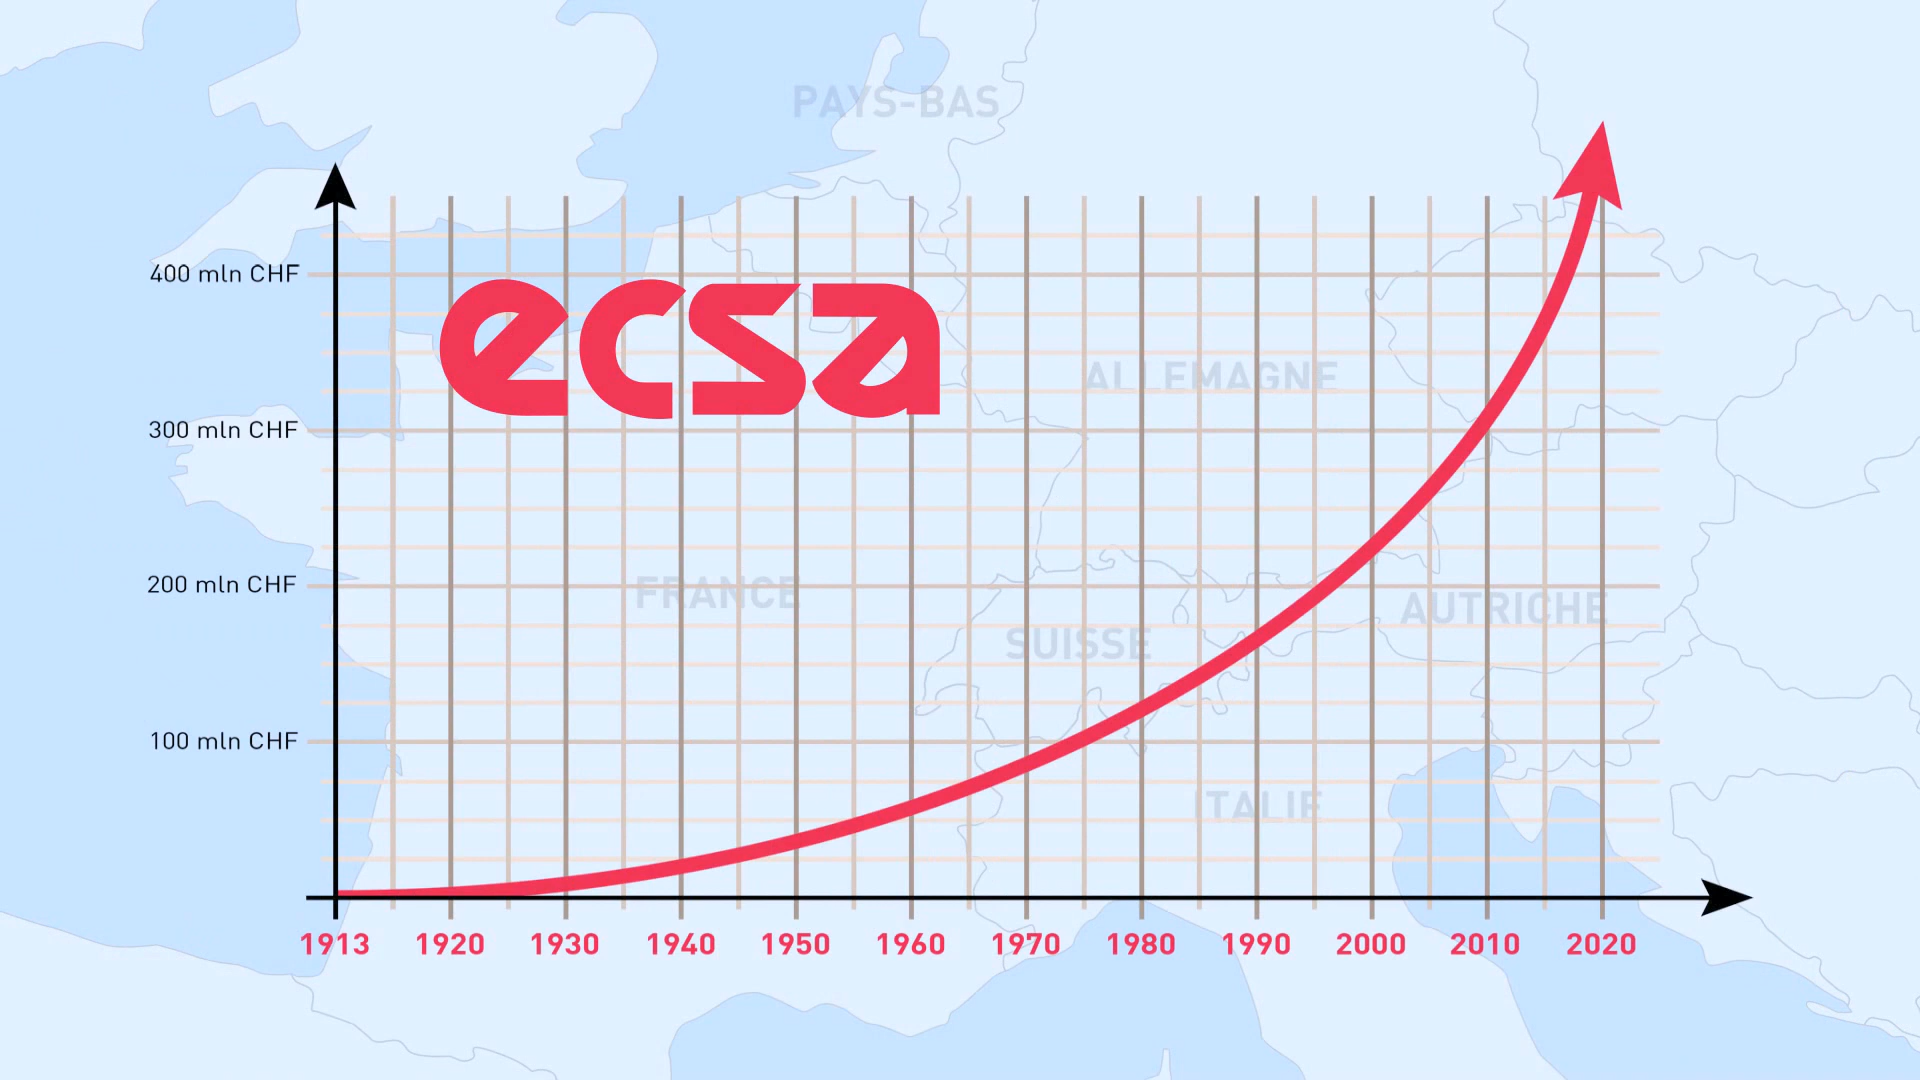 PAYS-BAS
400 mln CHF
ecsa
ALLEMAGNE
300 mln CHF
200 mln CHF
FRANCE
AUTRICHE
SUISSE
100 mln CHF
ITALIE
1913 1920 1930 1940 1950 1960 1970 1980 1990 2000 2010 2020